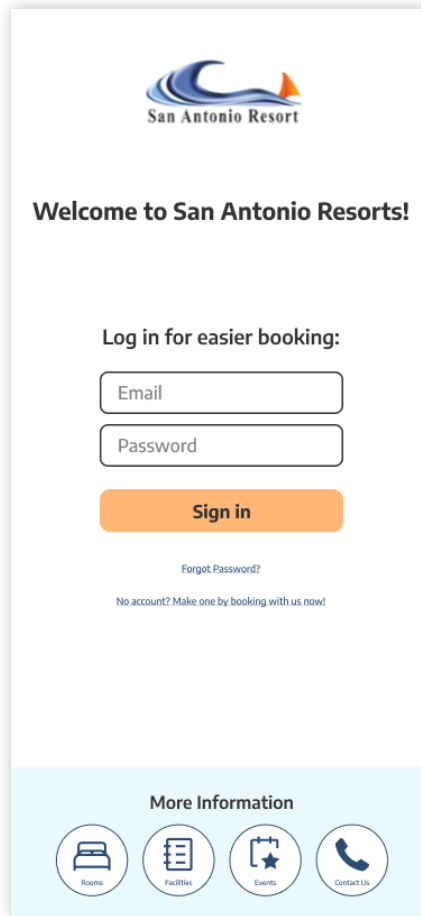 San Antonio Resort
Welcome to San Antonio Resorts!
Log in for easier booking:
Email
Password
Sign in
Forgot Password?
No account? Make one by booking with us now!
More Information
Rooms
Facilities
Events
Contact Us